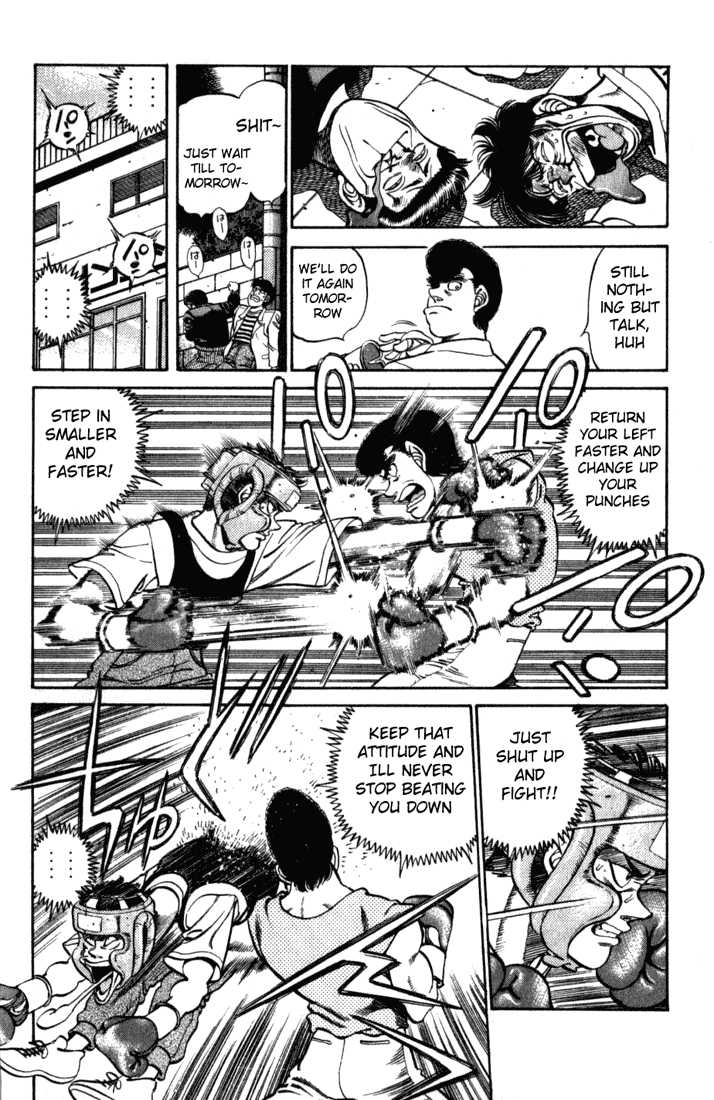 STILL
NOTH-
ING BUT
TALK,
HUH
WE'LL DO
IT AGAIN
TOMOR-
ROW
SHIT~
JUST WAIT
TILL TO-
MORROW~
RETURN
YOUR LEFT
FASTER AND
CHANGE UP
YOUR
PUNCHES
STEP IN
SMALLER
AND
FASTER!
JUST
SHUT UP
AND
FIGHT!!
KEEP THAT
ATTITUDE AND
ILL NEVER
STOP BEATING
YOU DOWN